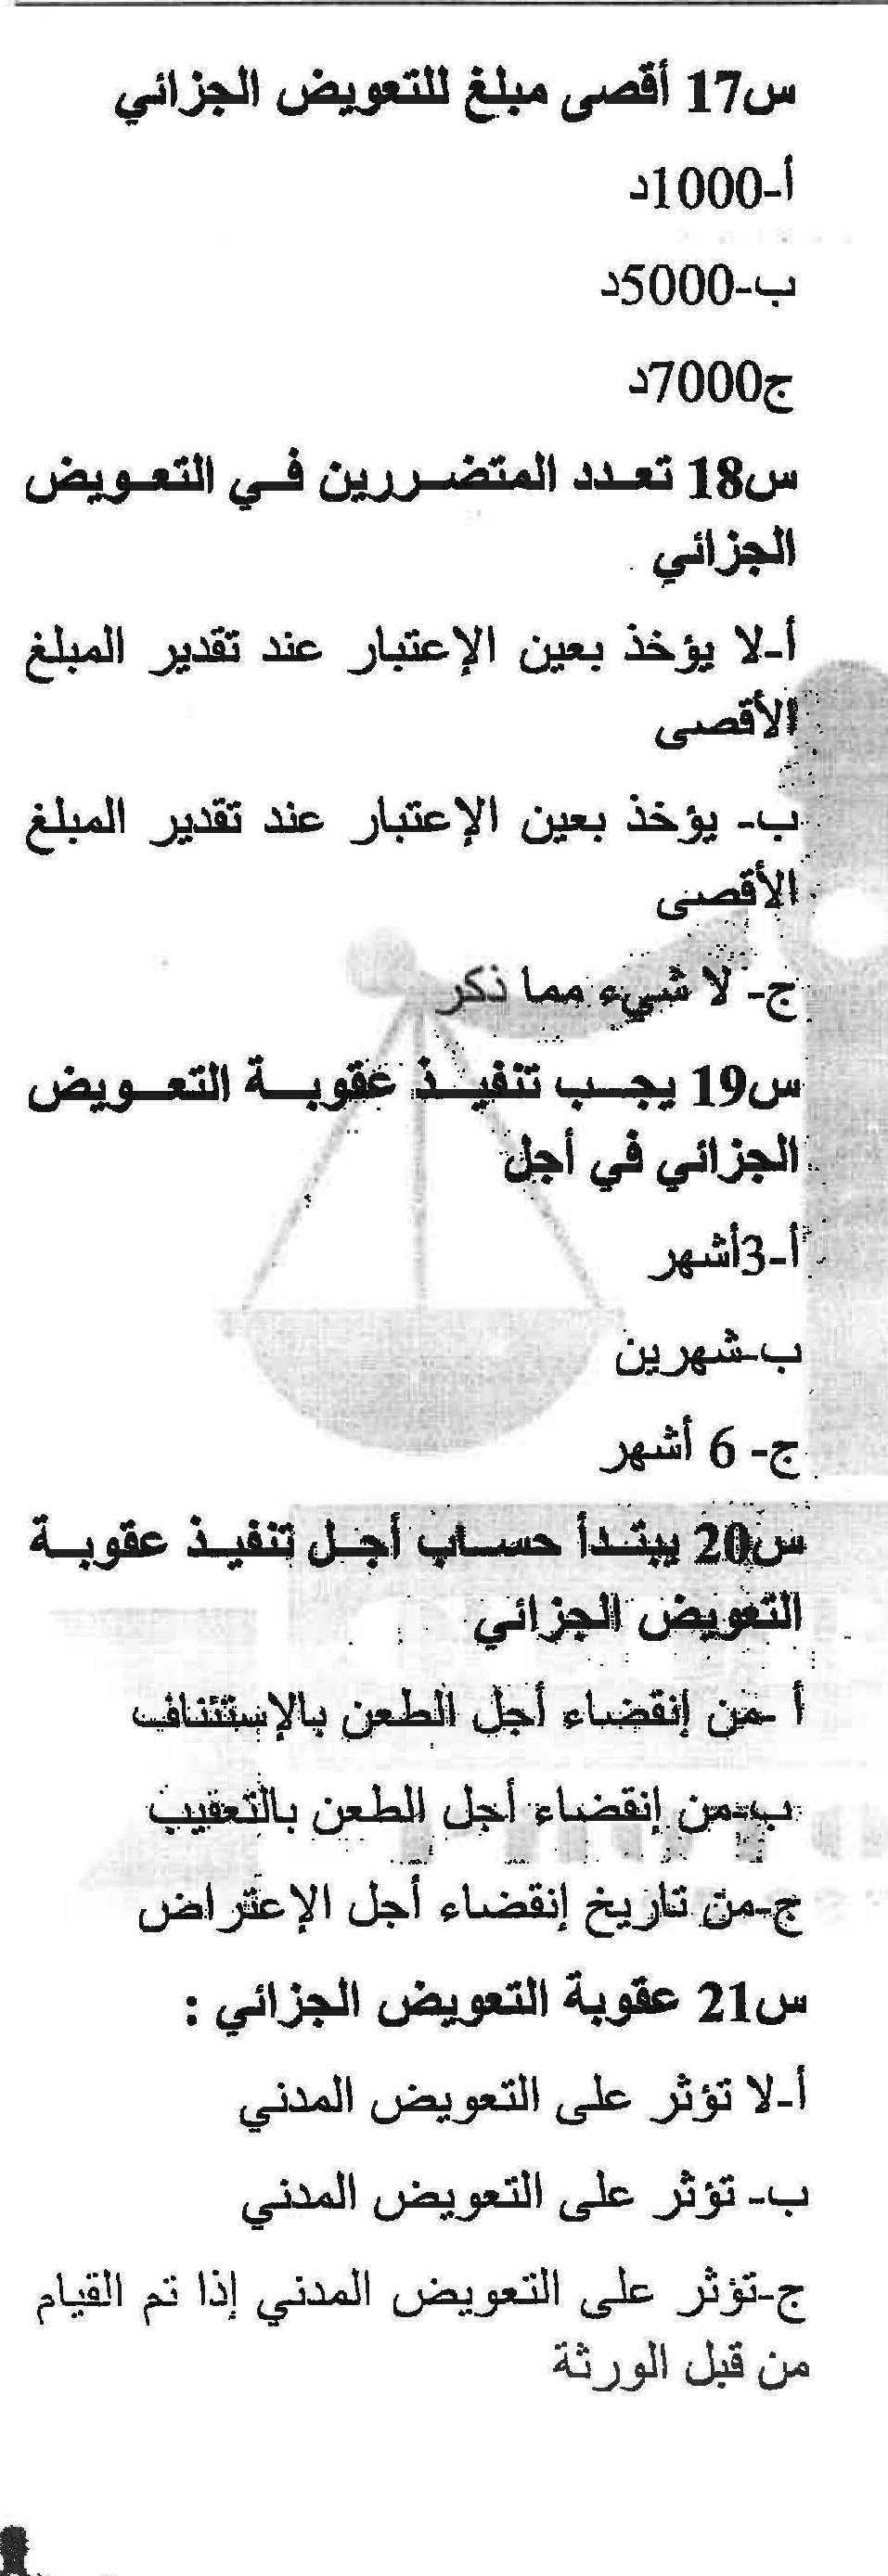 س17 أقصى مبلغ للتعويض الجزائي
أ-1000د
ب-5000د
ج7000د
س18 تعدد المتضررين في التعويض
الجزائي
أ-لا يؤخذ بعين الإعتبار عند تقدير المبلغ
الأقصى
ب- يؤخذ بعين الإعتبار عند تقدير المبلغ
الأقصى
ج- لا شيء مما ذكر
س19 يجب تنفيذ عقوبة التعويض
الجزائي في أجل
أ-3أشهر
ب-شهرين
ج- 6 أشهر
س20 يبتدأ حساب أجل تنفيذ عقوبة
التعويض الجزائي
أ -من إنقضاء أجل الطعن بالإستئناف
ب-من إنقضاء أجل الطعن بالتعقيب
ج-من تاريخ إنقضاء أجل الإعتراض
س21 عقوبة التعويض الجزائي :
أ-لا تؤثر على التعويض المدني
ب- تؤثر على التعويض المدني
ج-تؤثر على التعويض المدني إذا تم القيام
من قبل الورثة